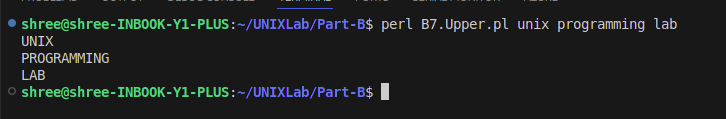 shree@shree-INBOOK-Y1-PLUS:~/UNIXLab/Part-B$ perl B7.Upper.pl unix programming lab
UNIX
PROGRAMMING
LAB
shree@shree-INBOOK-Y1-PLUS:~/UNIXLab/Part-B$